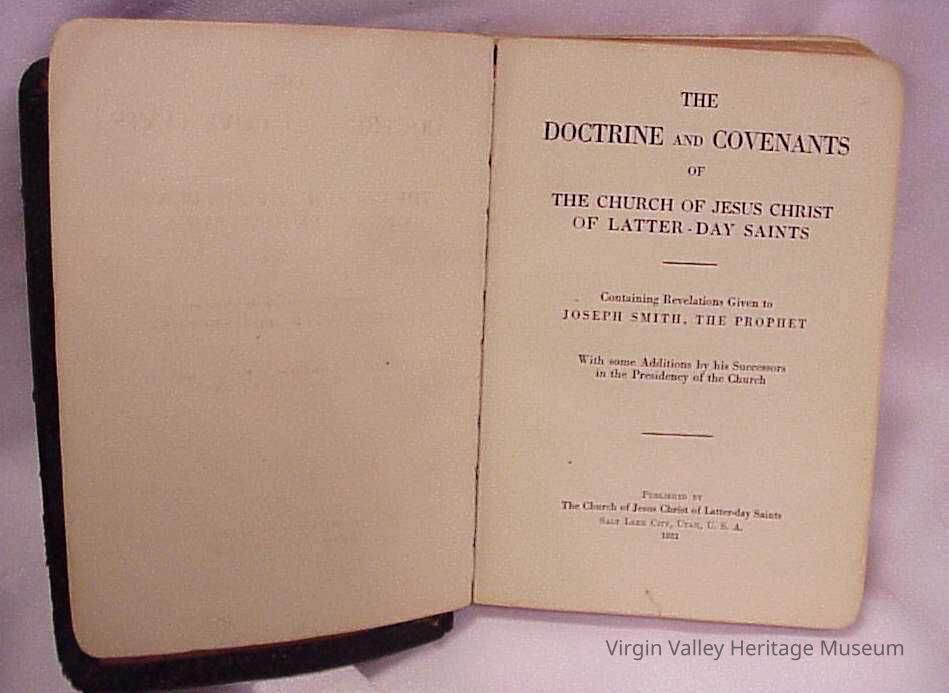 THE
DOCTRINE AND COVENANTS
OF
THE CHURCH OF JESUS CHRIST
OF LATTER-DAY SAINTS
Containing Revelations Given to
JOSEPH SMITH, THE PROPHET
With some Additions by his Successors
in the Presidency of the Church
PUBLISHED BY
The Church of Jesus Christ of Latter-day Saints
SALT LAKE CITY, UTAH, U. S. A.
Virgin Valley Heritage Museum